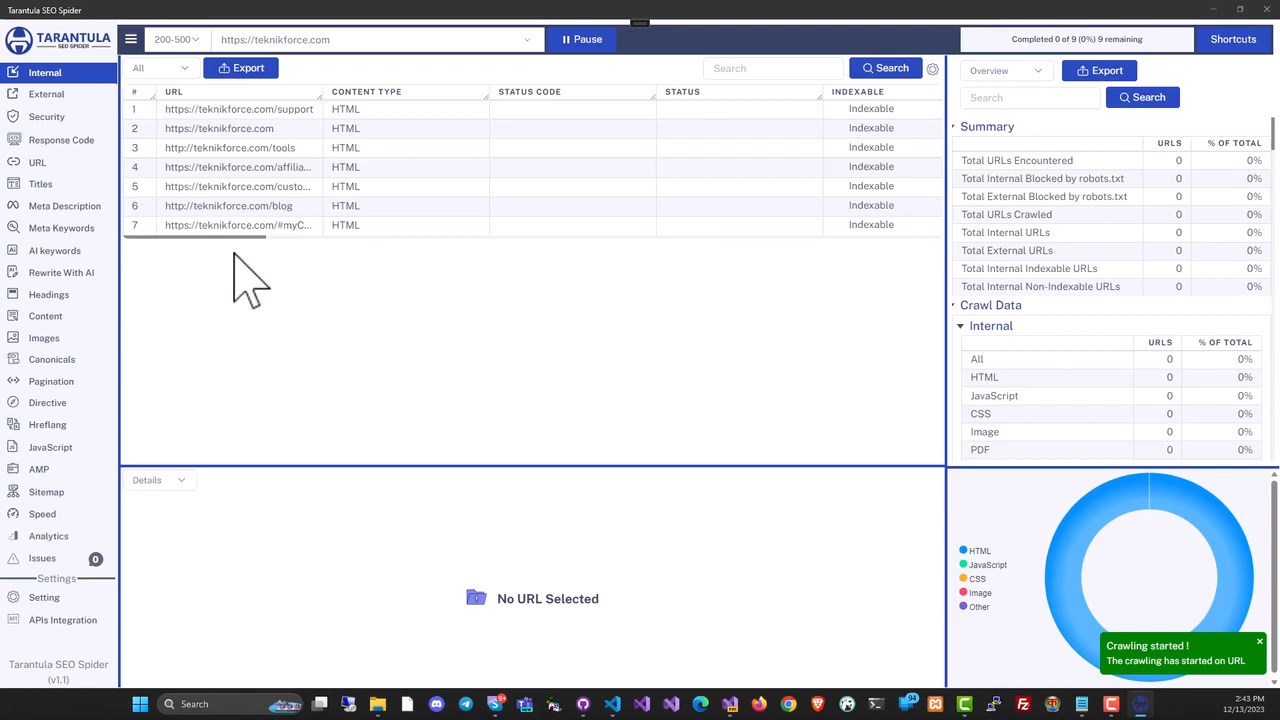 Tarantula SEO Spider
TARANTULA
SEO SPIDER
200-500
https://teknikforce.com
Pause
Completed 0 of 9 (0%) 9 remaining
Shortcuts
Internal
External
Security
Response Code
URL
Titles
Meta Description
Meta Keywords
AI keywords
Rewrite With AI
Headings
Content
Images
Canonicals
Pagination
Directive
Hreflang
JavaScript
AMP
Sitemap
Speed
Analytics
Issues 0
Settings
Setting
APIs Integration
Tarantula SEO Spider
(v1.1)
All
Export
Search
Search
# URL CONTENT TYPE STATUS CODE STATUS INDEXABLE
1 https://teknikforce.com/support HTML Indexable
2 https://teknikforce.com HTML Indexable
3 http://teknikforce.com/tools HTML Indexable
4 https://teknikforce.com/affilia... HTML Indexable
5 https://teknikforce.com/custo... HTML Indexable
6 http://teknikforce.com/blog HTML Indexable
7 https://teknikforce.com/#myC... HTML Indexable
Details
No URL Selected
Overview
Export
Search
Search
Summary
URLS % OF TOTAL
Total URLs Encountered 0 0%
Total Internal Blocked by robots.txt 0 0%
Total External Blocked by robots.txt 0 0%
Total URLs Crawled 0 0%
Total Internal URLs 0 0%
Total External URLs 0 0%
Total Internal Indexable URLs 0 0%
Total Internal Non-Indexable URLs 0 0%
Crawl Data
Internal
URLS % OF TOTAL
All 0 0%
HTML 0 0%
JavaScript 0 0%
CSS 0 0%
Image 0 0%
PDF 0 0%
HTML
JavaScript
CSS
Image
Other
Crawling started !
The crawling has started on URL
Search
2:43 PM
12/13/2023